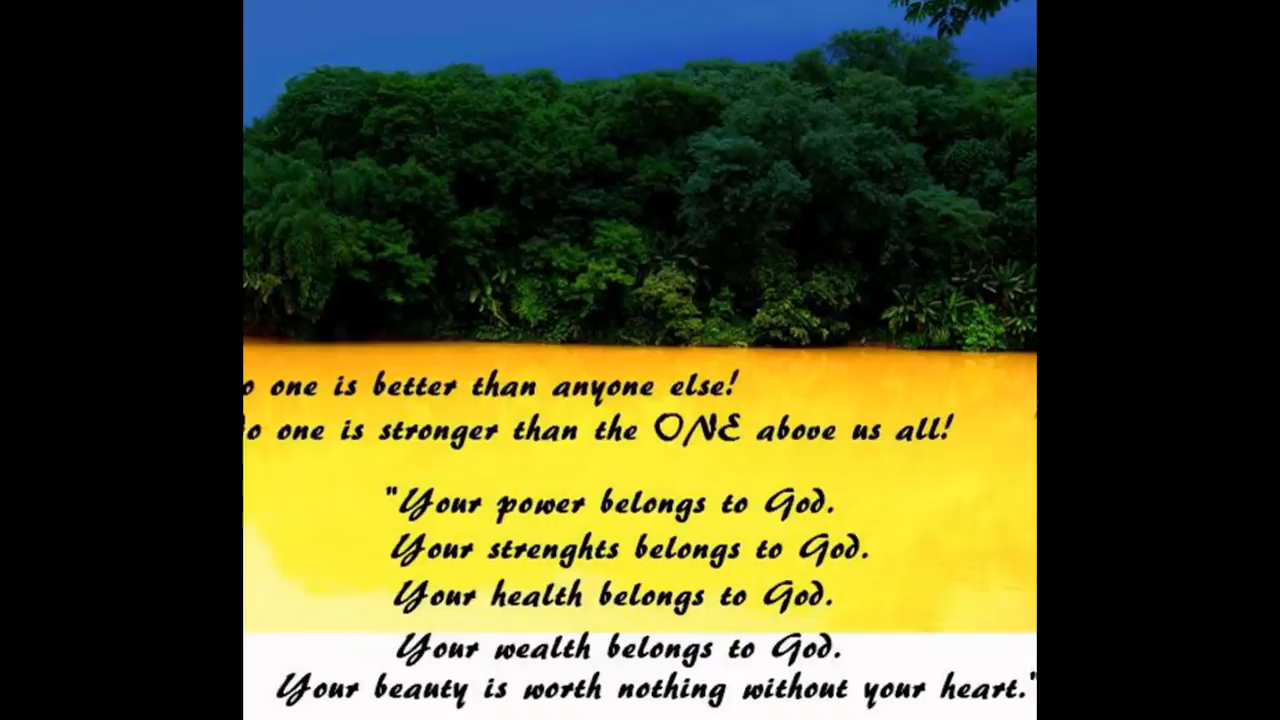 o one is better than anyone else!
o one is stronger than the ONE above us all!
"Your power belongs to God.
Your strenghts belongs to God.
Your health belongs to God.
Your wealth belongs to God.
Your beauty is worth nothing without your heart."